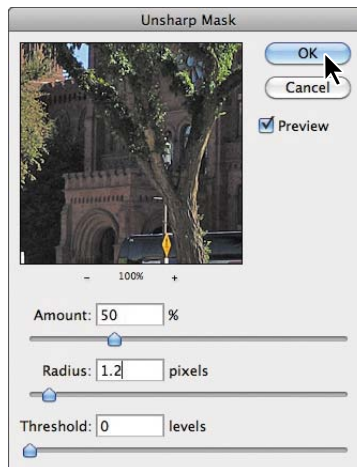 Unsharp Mask
OK
Cancel
Preview
- 100% +
Amount: 50 %
Radius: 1.2 pixels
Threshold: 0 levels